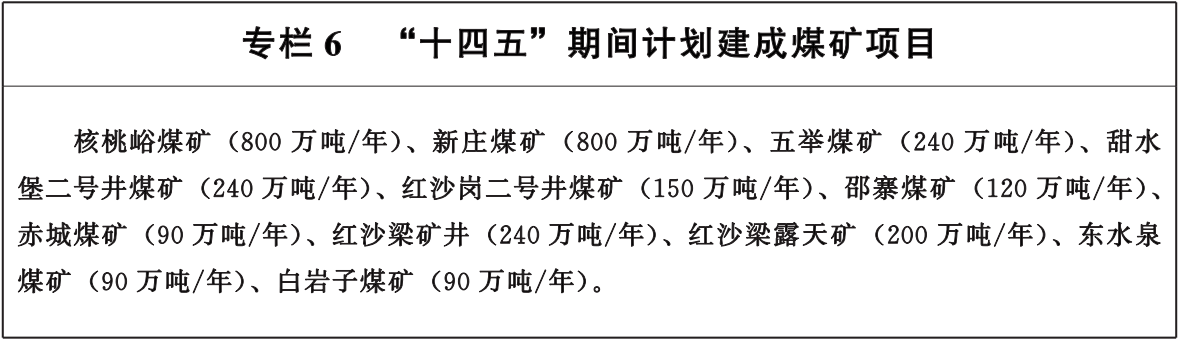 专栏 6 “十四五”期间计划建成煤矿项目
核桃峪煤矿（800 万吨/年）、新庄煤矿（800 万吨/年）、五举煤矿（240 万吨/年）、甜水
堡二号井煤矿（240 万吨/年）、红沙岗二号井煤矿（150 万吨/年）、邵寨煤矿（120 万吨/年）、
赤城煤矿（90 万吨/年）、红沙梁矿井（240 万吨/年）、红沙梁露天矿（200 万吨/年）、东水泉
煤矿（90 万吨/年）、白岩子煤矿（90 万吨/年）。